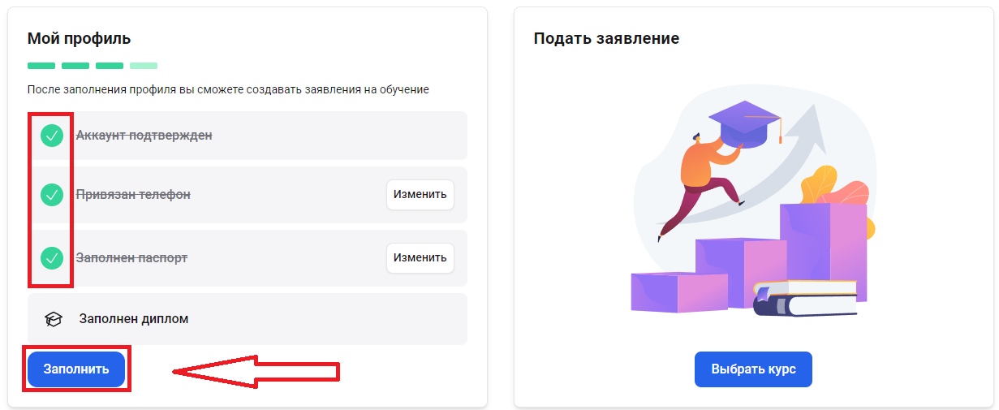 Мой профиль
После заполнения профиля вы сможете создавать заявления на обучение
Аккаунт подтвержден
Привязан телефон
Изменить
Заполнен паспорт
Изменить
Заполнен диплом
Заполнить
Подать заявление
Выбрать курс